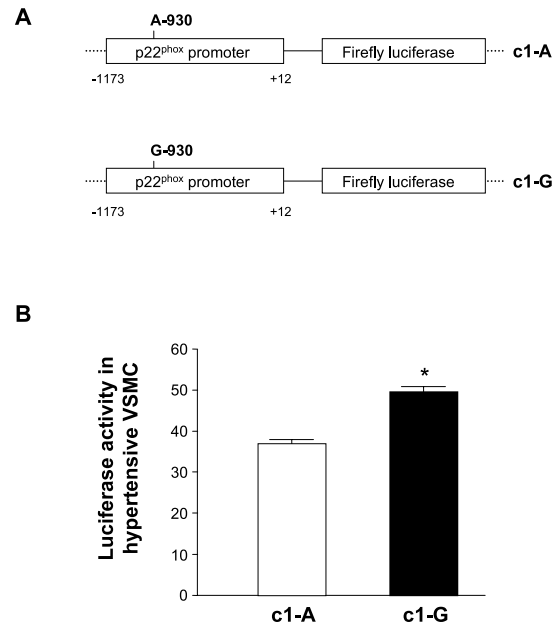 A
A-930
p22phox promoter
Firefly luciferase
c1-A
-1173
+12
G-930
p22phox promoter
Firefly luciferase
c1-G
-1173
+12
B
Luciferase activity in
hypertensive VSMC
60
50
40
30
20
10
0
*
c1-A
c1-G